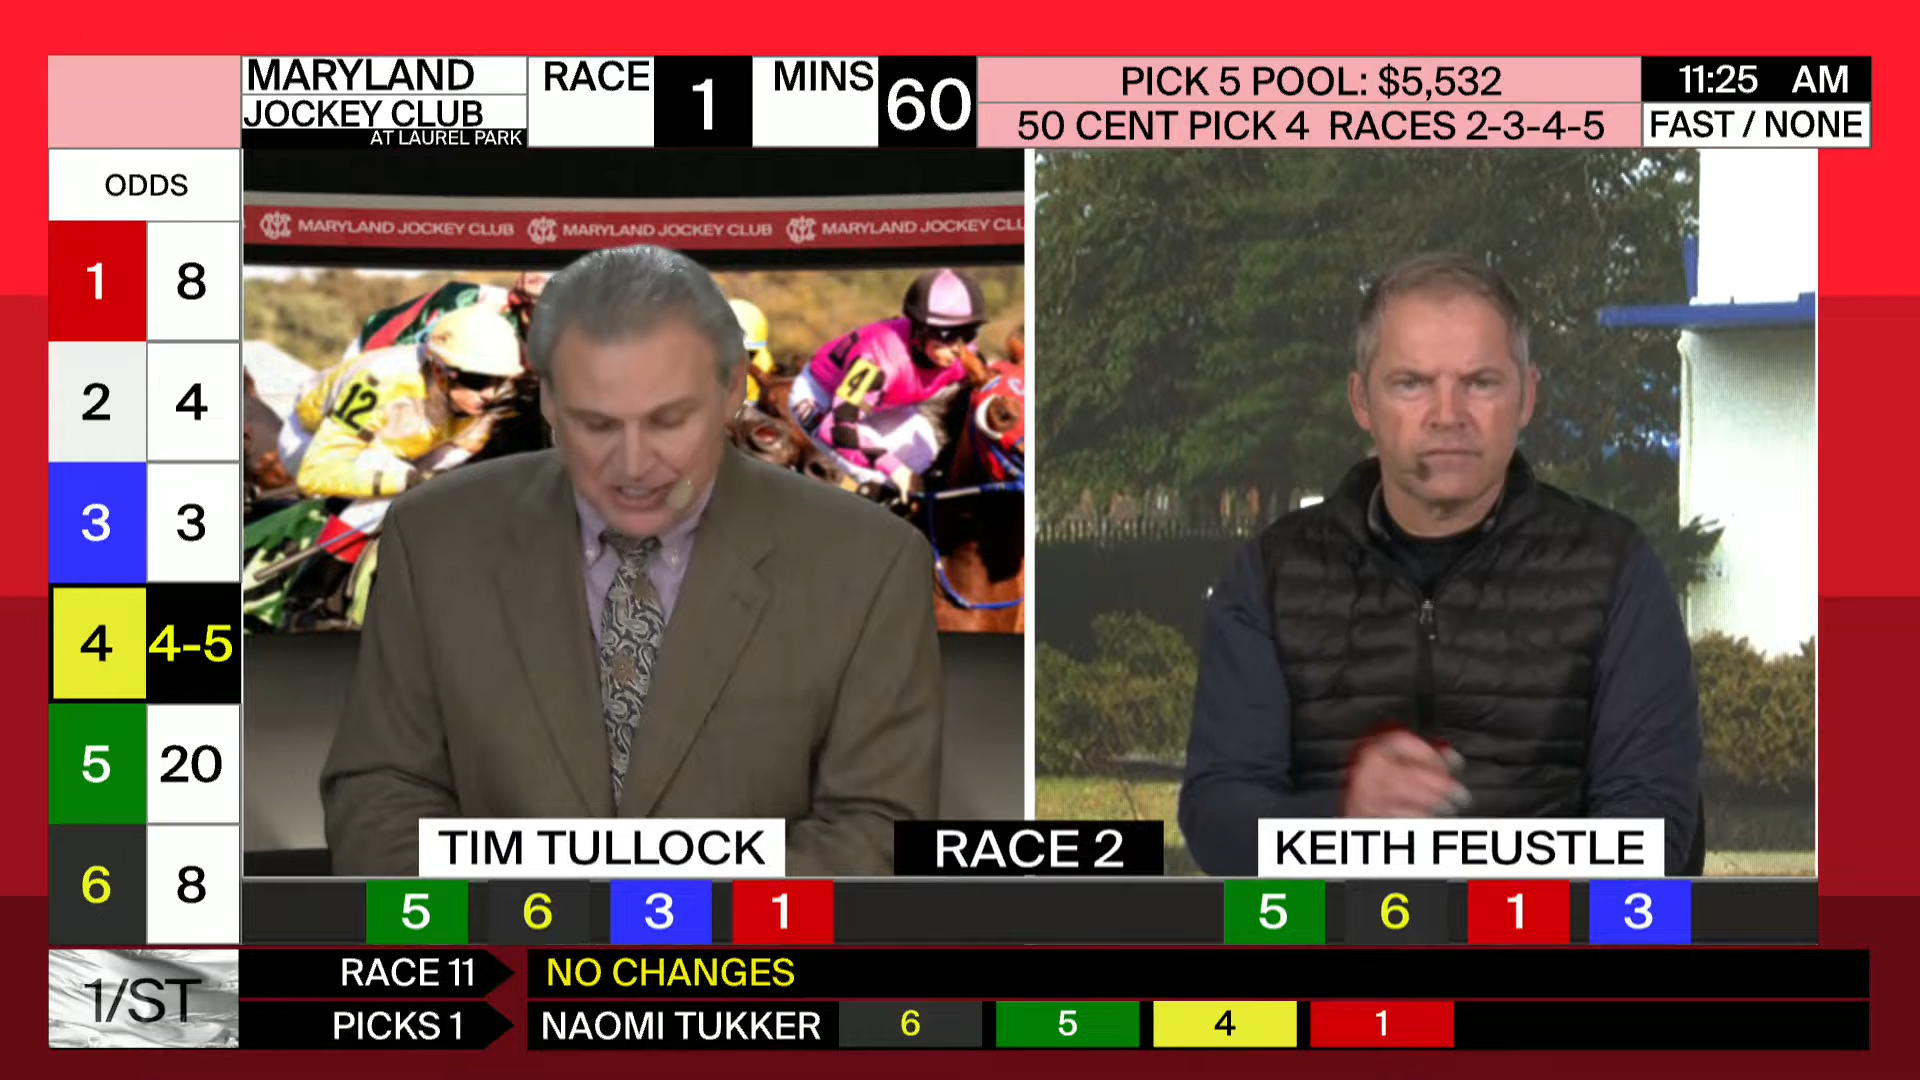 MARYLAND
JOCKEY CLUB
AT LAUREL PARK
RACE 1 MINS 60
PICK 5 POOL: $5,532
50 CENT PICK 4 RACES 2-3-4-5
11:25 AM
FAST / NONE
ODDS
1 8
2 4
3 3
4 4-5
5 20
6 8
MARYLAND JOCKEY CLUB MARYLAND JOCKEY CLUB MARYLAND JOCKEY CLU
12
4
TIM TULLOCK
RACE 2
KEITH FEUSTLE
5 6 3 1
5 6 1 3
1/ST
RACE 11 NO CHANGES
PICKS 1 NAOMI TUKKER 6 5 4 1